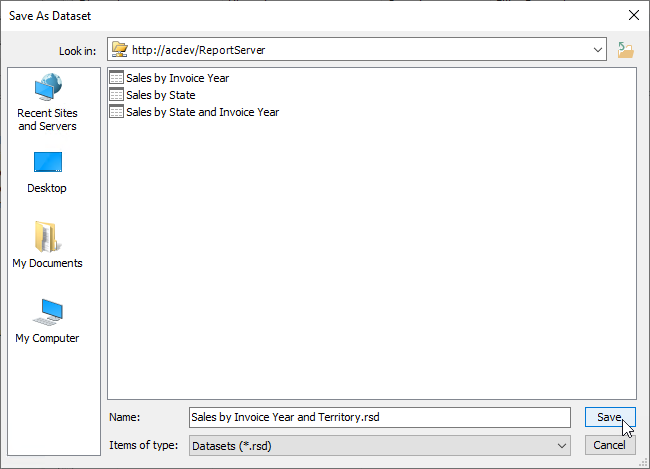 Save As Dataset
Look in:
http://acdev/ReportServer
Recent Sites
and Servers
Desktop
My Documents
My Computer
Sales by Invoice Year
Sales by State
Sales by State and Invoice Year
Name:
Sales by Invoice Year and Territory.rsd
Save
Items of type:
Datasets (*.rsd)
Cancel